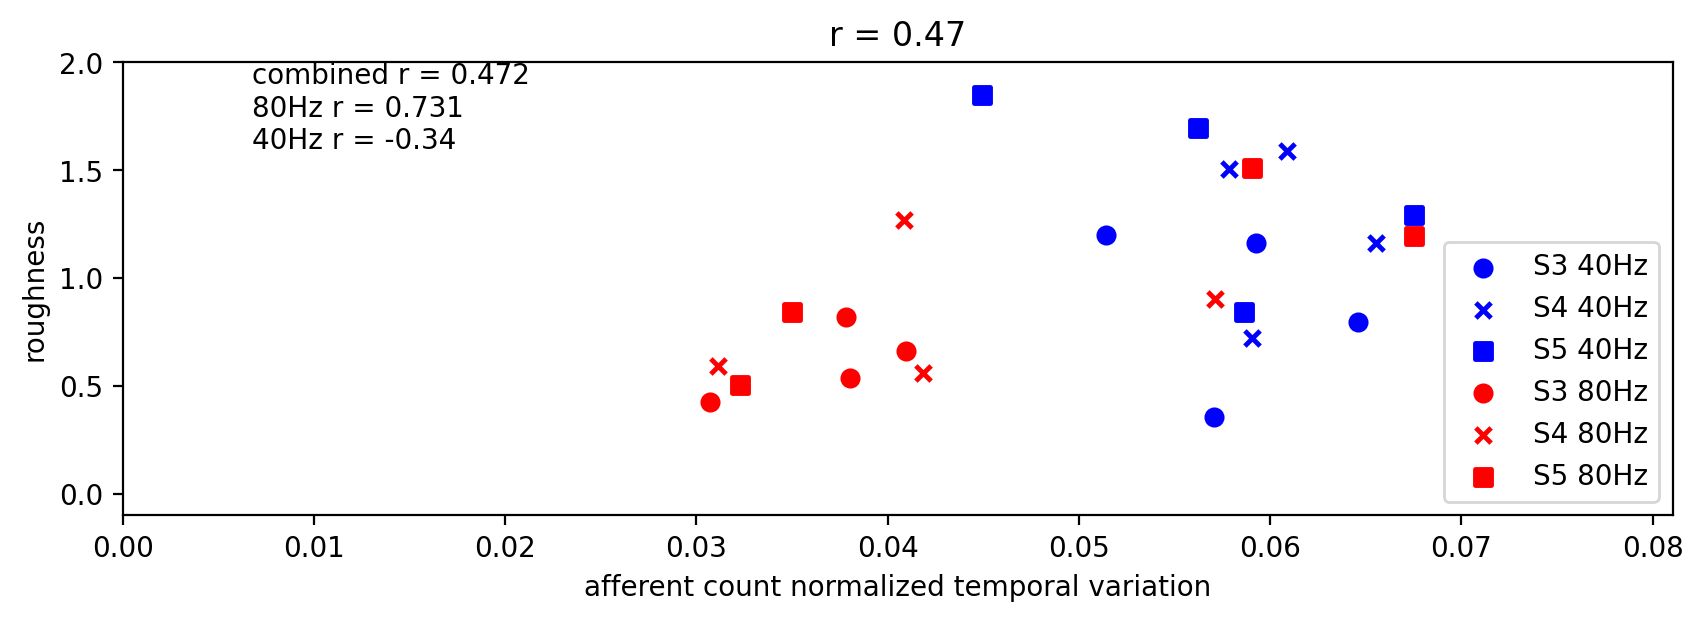 r = 0.47
combined r = 0.472
80Hz r = 0.731
40Hz r = -0.34
2.0
1.5
1.0
0.5
0.0
roughness
S3 40Hz
S4 40Hz
S5 40Hz
S3 80Hz
S4 80Hz
S5 80Hz
0.00 0.01 0.02 0.03 0.04 0.05 0.06 0.07 0.08
afferent count normalized temporal variation